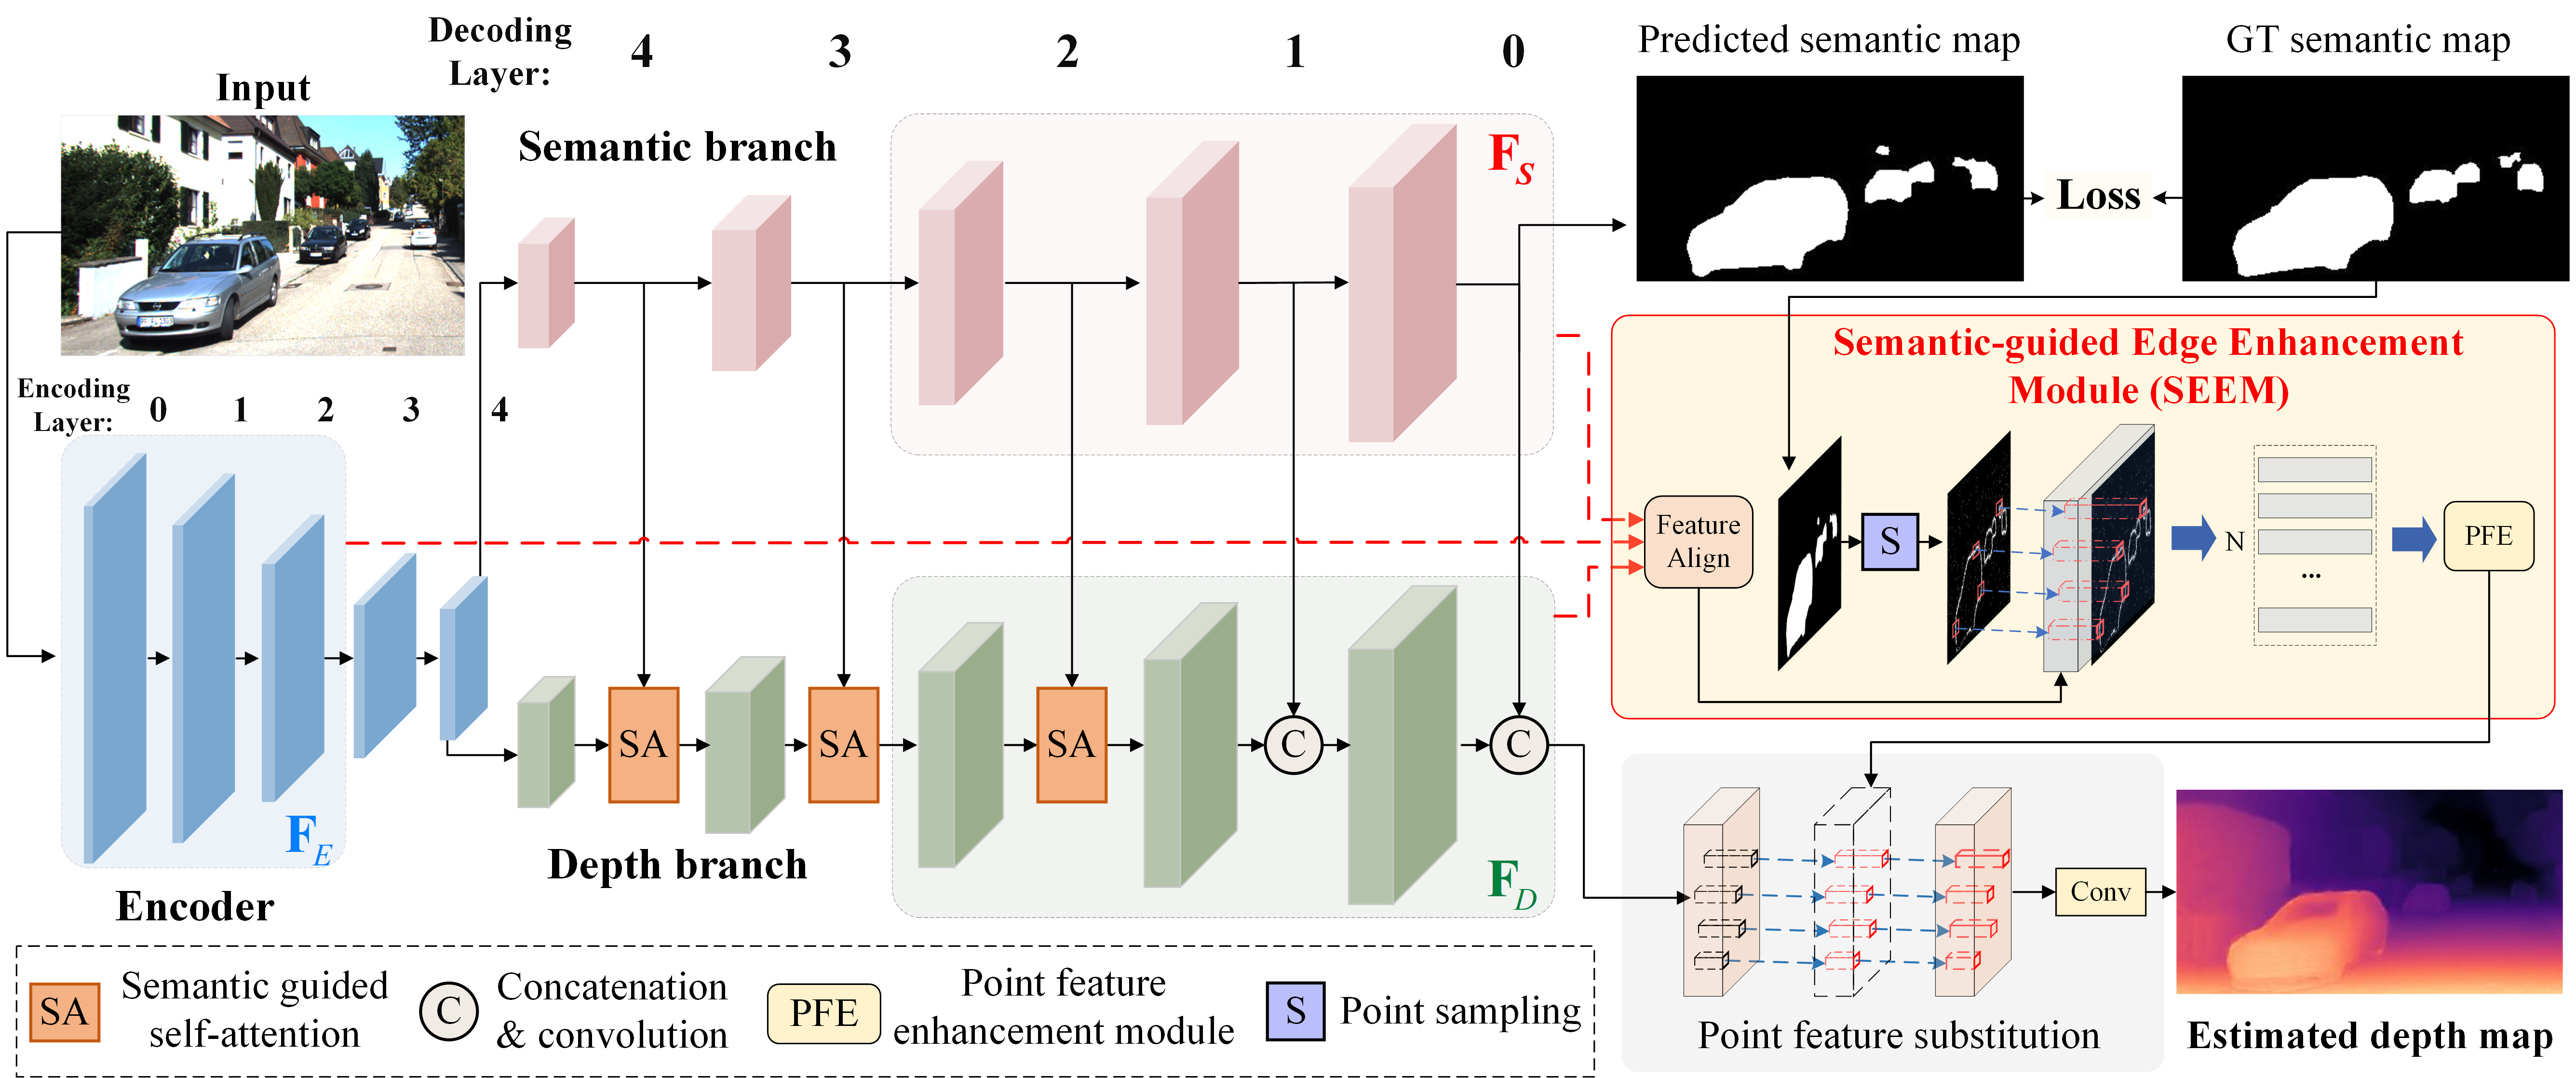 Decoding
Layer:
4
3
2
1
0
Predicted semantic map
GT semantic map
Input
Semantic branch
F_S
Loss
Semantic-guided Edge Enhancement
Module (SEEM)
Encoding
Layer:
0
1
2
3
4
Feature
Align
S
N
...
PFE
SA
SA
SA
C
C
F_E
Encoder
Depth branch
F_D
Conv
Point feature substitution
Estimated depth map
SA
Semantic guided
self-attention
C
Concatenation
& convolution
PFE
Point feature
enhancement module
S
Point sampling